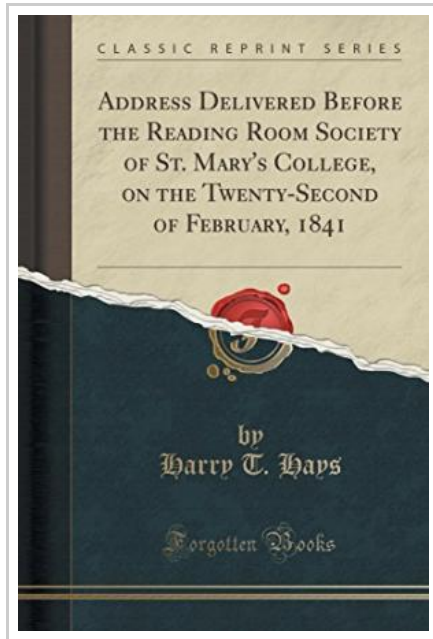 CLASSIC REPRINT SERIES
ADDRESS DELIVERED BEFORE
THE READING ROOM SOCIETY
OF ST. MARY'S COLLEGE,
ON THE TWENTY-SECOND
OF FEBRUARY, 1841
by
Harry T. Hays
Forgotten Books